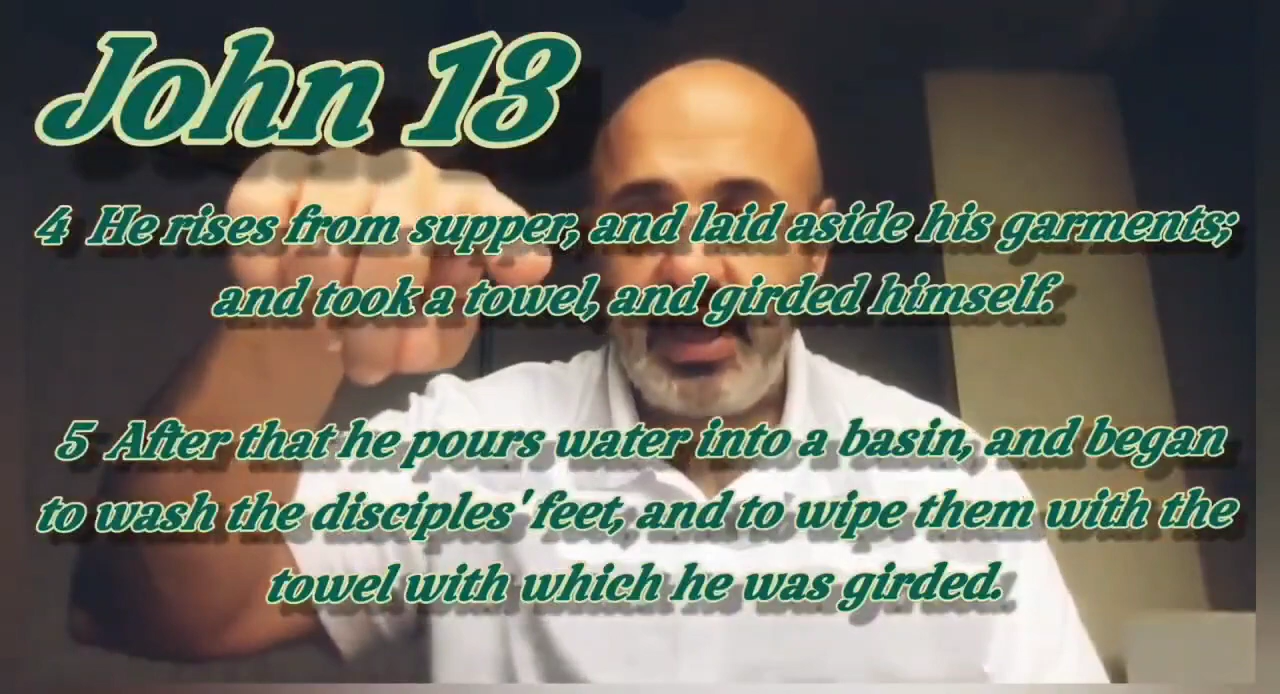 John 13
4 He rises from supper, and laid aside his garments;
and took a towel, and girded himself.
5 After that he pours water into a basin, and began
to wash the disciples' feet, and to wipe them with the
towel with which he was girded.